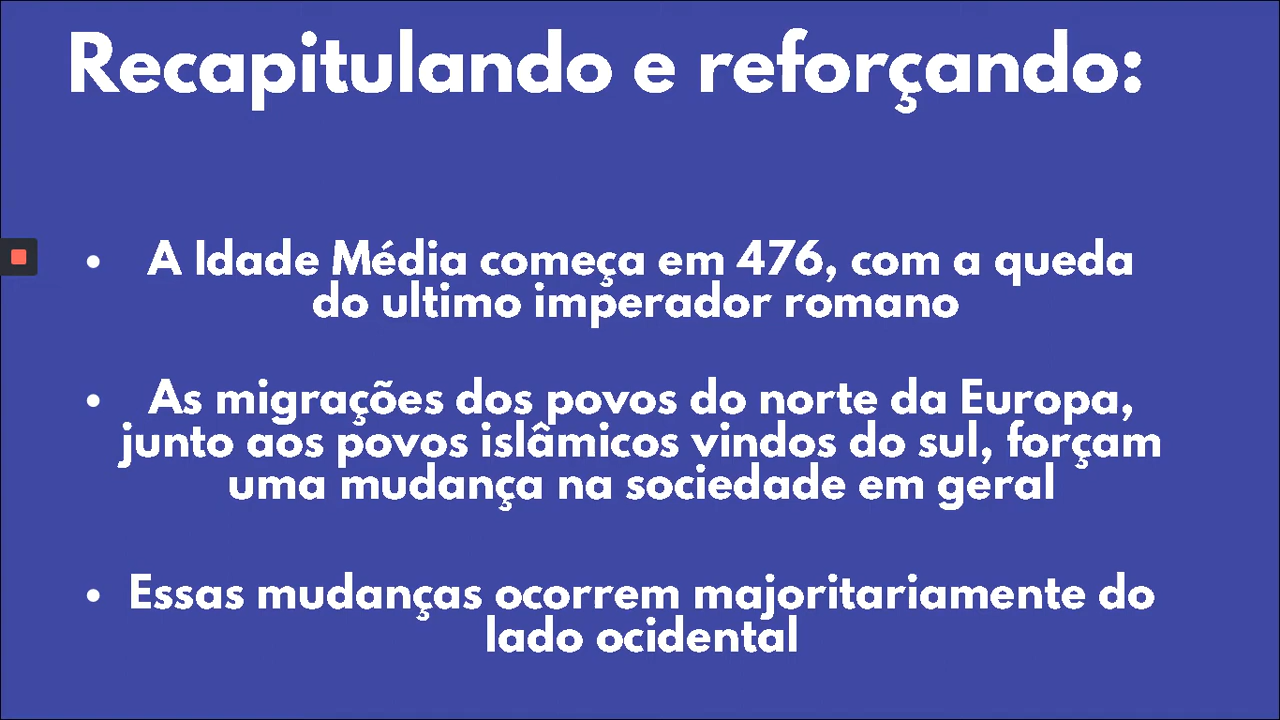 Recapitulando e reforçando:
• A Idade Média começa em 476, com a queda
do ultimo imperador romano
• As migrações dos povos do norte da Europa,
junto aos povos islâmicos vindos do sul, forçam
uma mudança na sociedade em geral
• Essas mudanças ocorrem majoritariamente do
lado ocidental